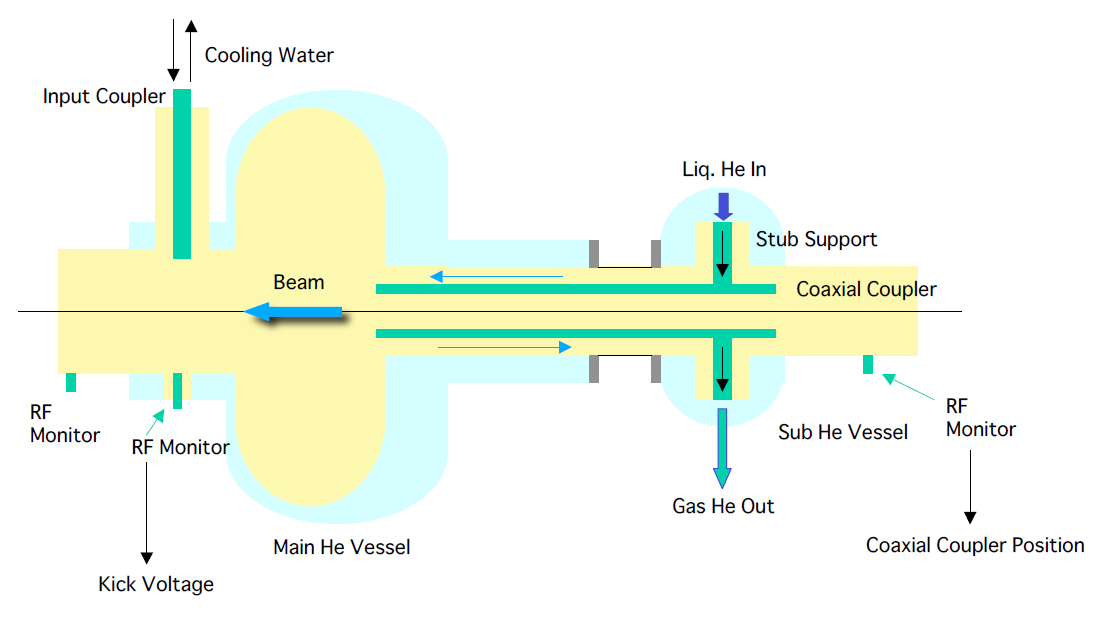 Cooling Water
Input Coupler
Liq. He In
Stub Support
Beam
Coaxial Coupler
RF
Monitor
RF Monitor
RF
Monitor
Sub He Vessel
Gas He Out
Main He Vessel
Coaxial Coupler Position
Kick Voltage